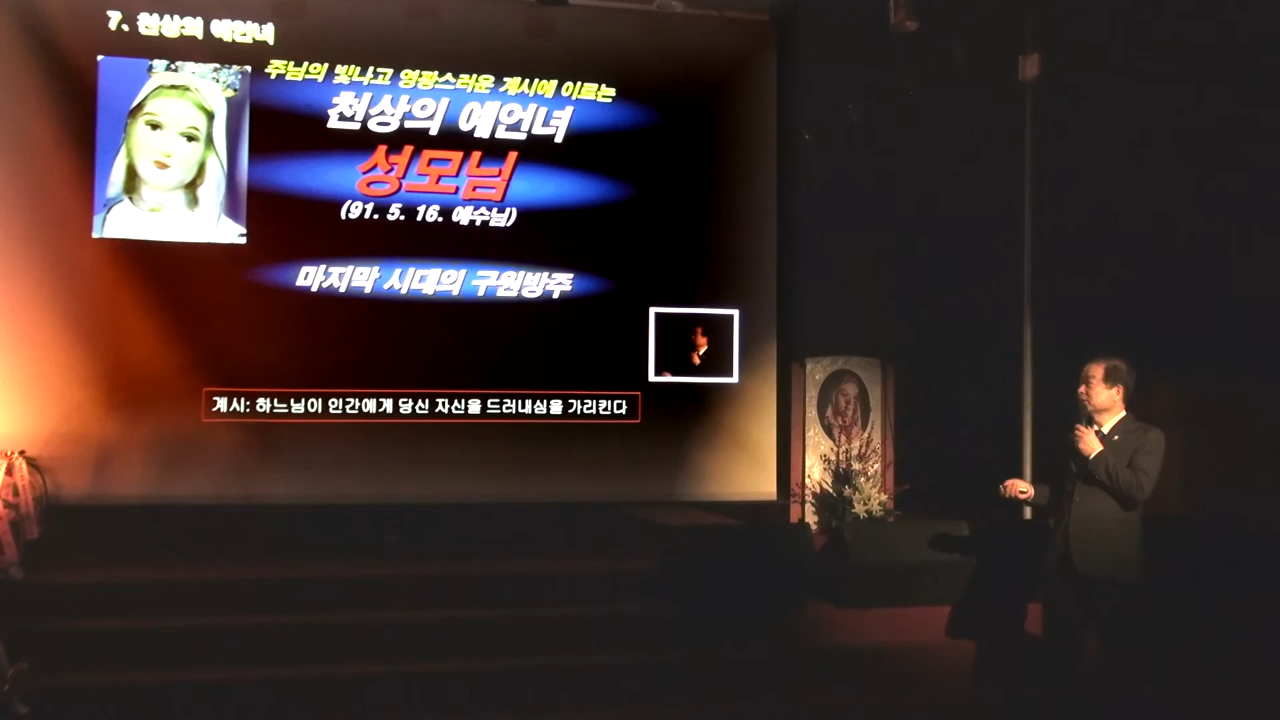 7. 천상의 예언녀
주님의 빛나고 영광스러운 계시에 이르는
천상의 예언녀
성모님
(91. 5. 16. 예수님)
마지막 시대의 구원방주
계시: 하느님이 인간에게 당신 자신을 드러내심을 가리킨다